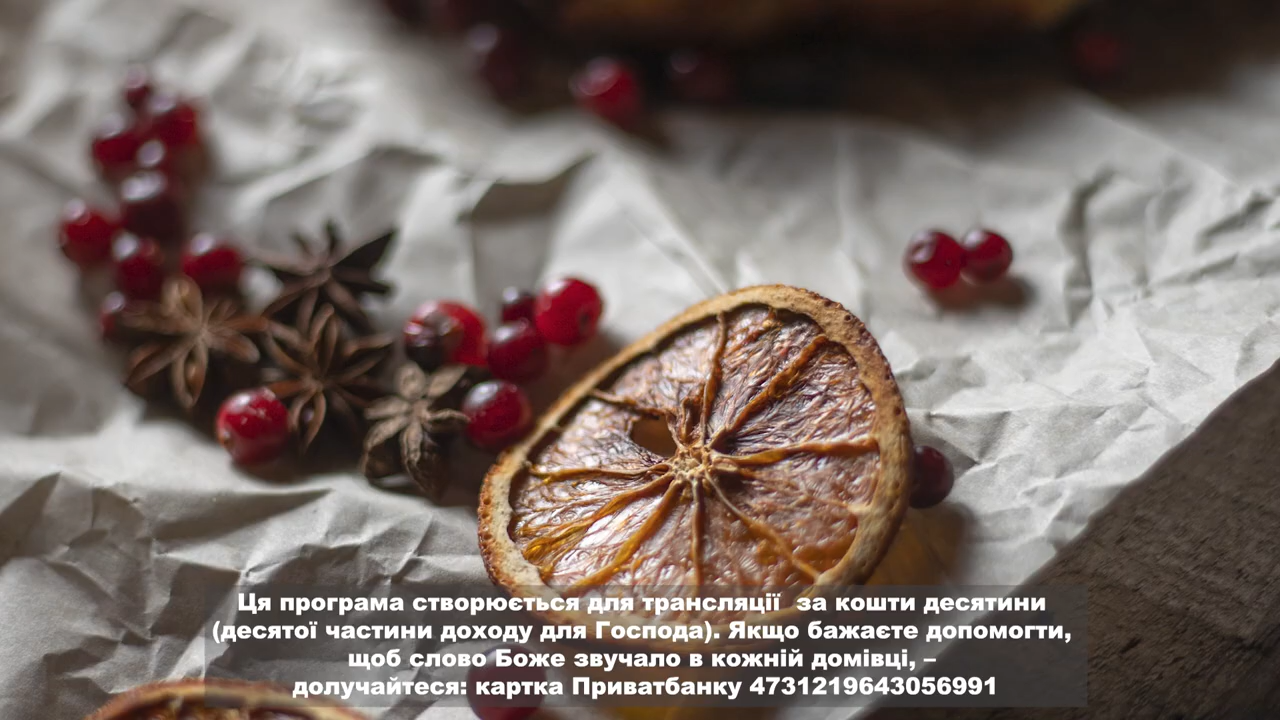 Ця програма створюється для трансляції  за кошти десятини
(десятої частини доходу для Господа). Якщо бажаєте допомогти,
щоб слово Боже звучало в кожній домівці, –
долучайтеся: картка Приватбанку 4731219643056991